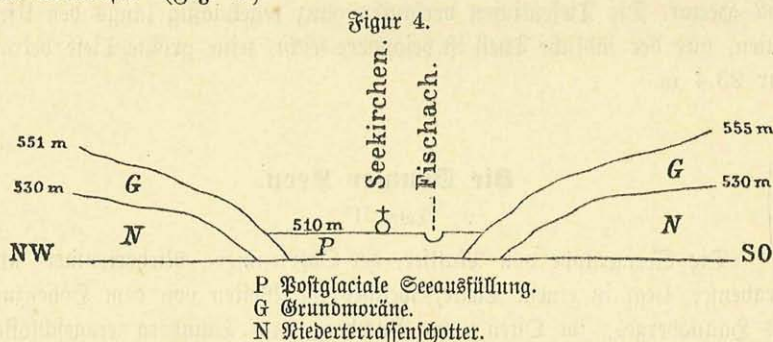 Figur 4.
Seekirchen.
Fischach.
551 m
555 m
G
G
530 m
530 m
N
510 m
N
NW
P
SO
P Postglaciale Seeausfüllung.
G Grundmoräne.
N Niederterrassenschotter.